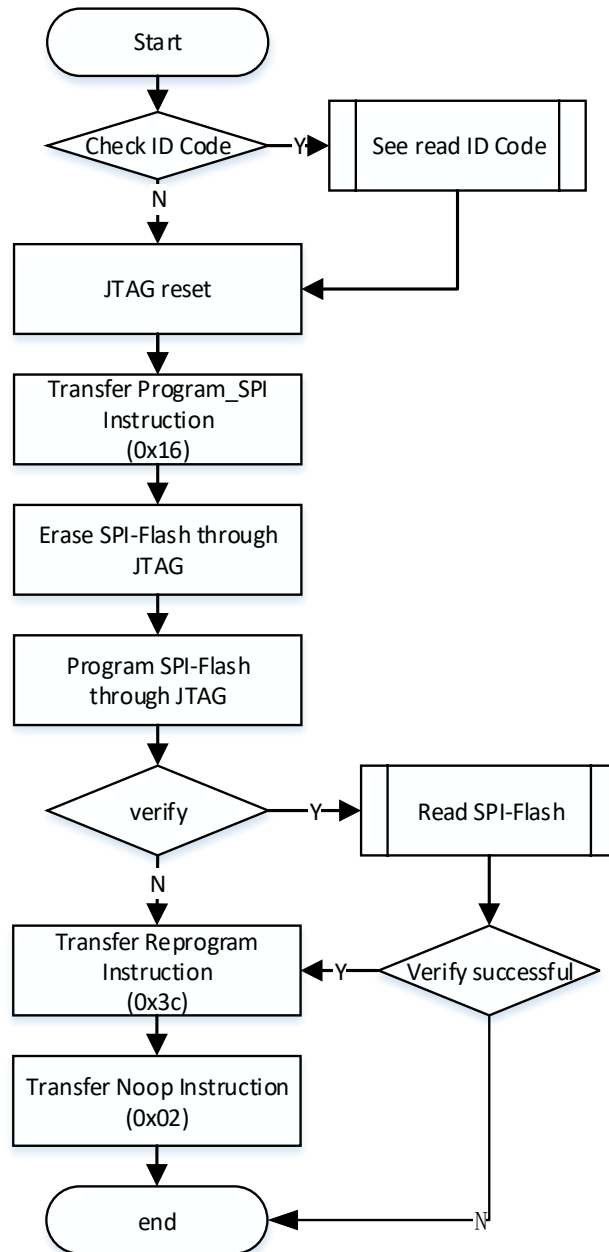 Start
Check ID Code
Y
See read ID Code
N
JTAG reset
Transfer Program_SPI
Instruction
(0x16)
Erase SPI-Flash through
JTAG
Program SPI-Flash
through JTAG
verify
Y
Read SPI-Flash
N
Transfer Reprogram
Instruction
(0x3c)
Y
Verify successful
Transfer Noop Instruction
(0x02)
end
N